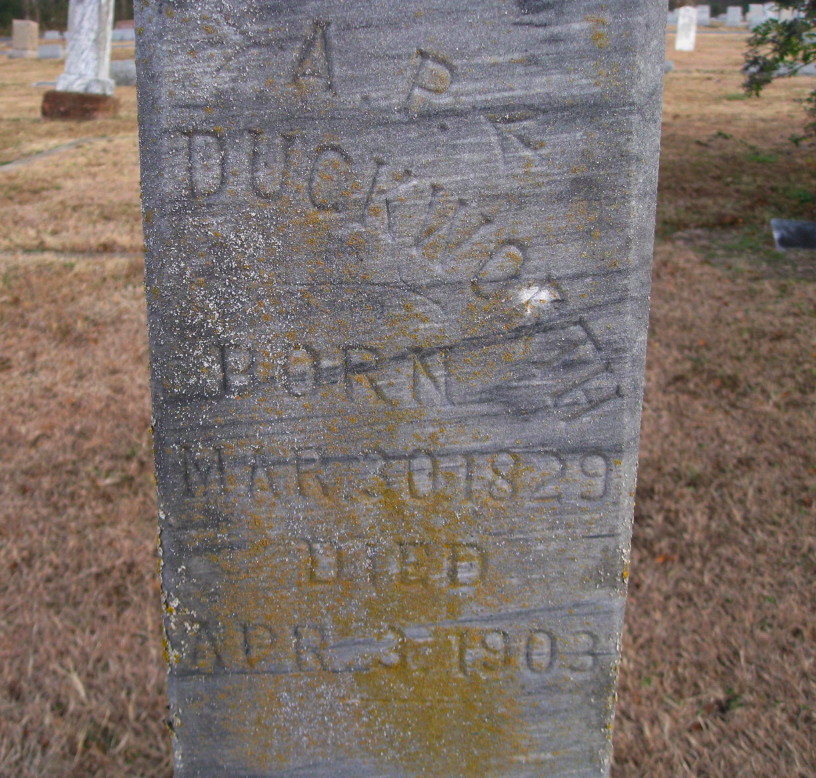 A. P. K
DUCKWORTH
BORN
MAR 30 1829
DIED
APR. 3. 1903